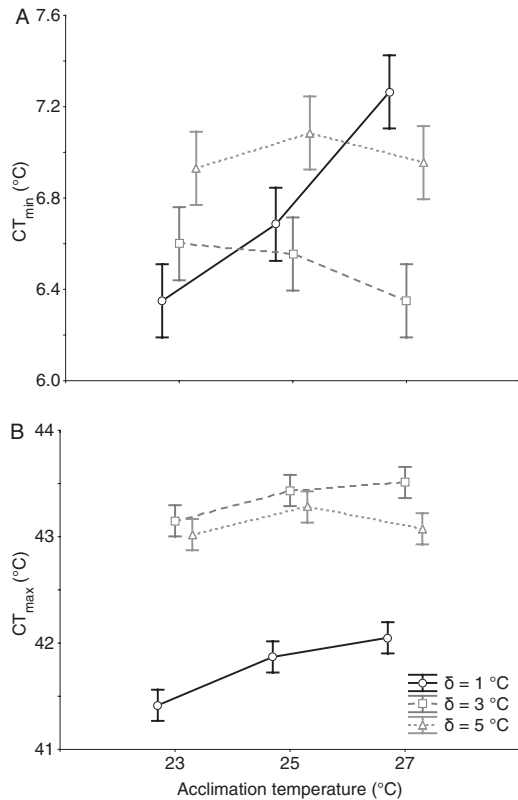 A
7.6
7.2
6.8
6.4
6.0
CTmin (°C)
B
44
43
42
41
CTmax (°C)
δ = 1 °C
δ = 3 °C
δ = 5 °C
23 25 27
Acclimation temperature (°C)